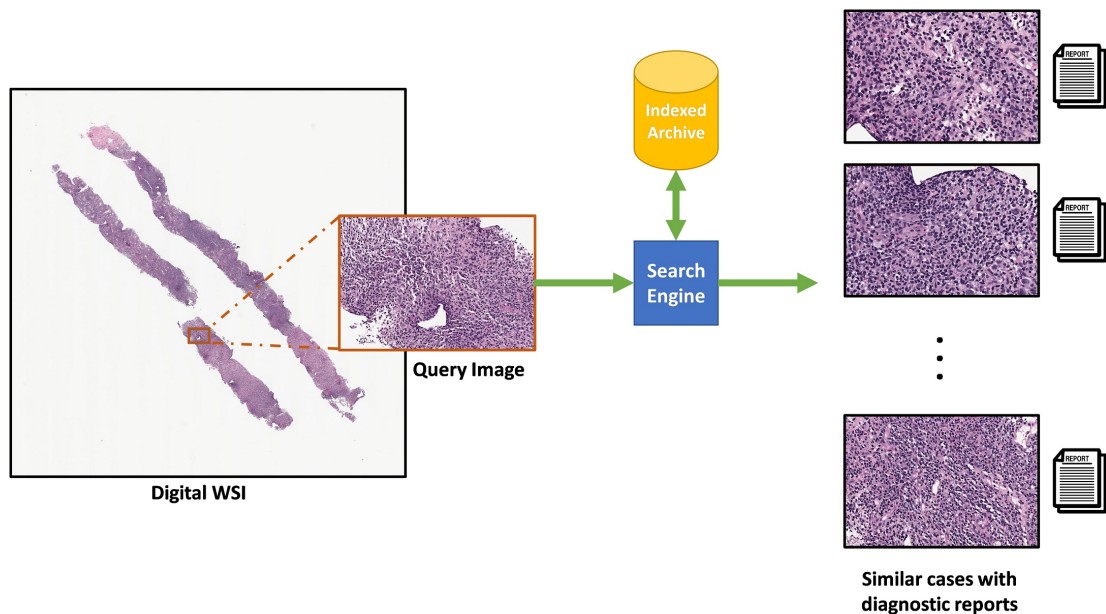 Digital WSI
Query Image
Indexed
Archive
Search
Engine
REPORT
REPORT
REPORT
Similar cases with
diagnostic reports